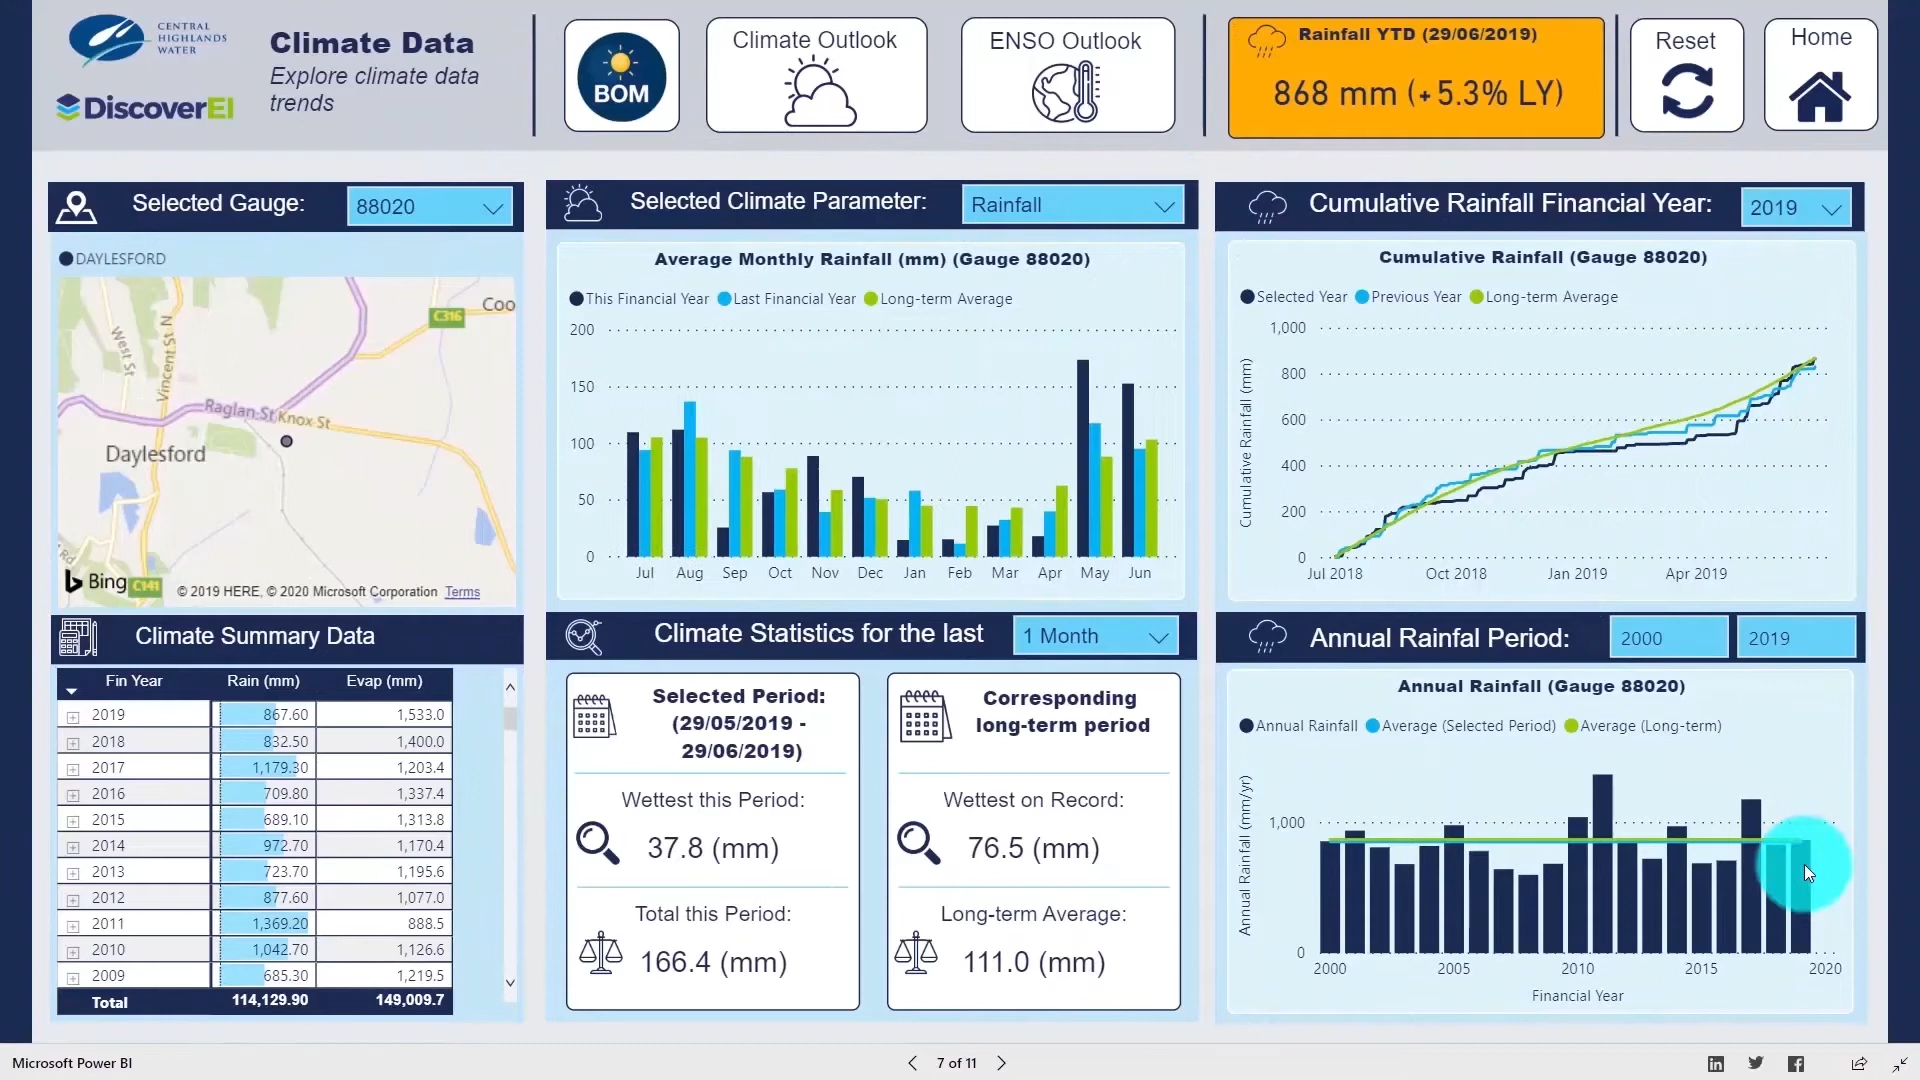 CENTRAL
HIGHLANDS
WATER
DiscoverEI
Climate Data
Explore climate data
trends
BOM
Climate Outlook
ENSO Outlook
Rainfall YTD (29/06/2019)
868 mm (+5.3% LY)
Reset
Home
Selected Gauge:
88020
DAYLESFORD
C316
Coo
West St
Vincent St N
Raglan St
Knox St
Daylesford
Rd
Bing
C141
© 2019 HERE, © 2020 Microsoft Corporation Terms
Climate Summary Data
Fin Year Rain (mm) Evap (mm)
2019 867.60 1,533.0
2018 832.50 1,400.0
2017 1,179.30 1,203.4
2016 709.80 1,337.4
2015 689.10 1,313.8
2014 972.70 1,170.4
2013 723.70 1,195.6
2012 877.60 1,077.0
2011 1,369.20 888.5
2010 1,042.70 1,126.6
2009 685.30 1,219.5
Total 114,129.90 149,009.7
Selected Climate Parameter:
Rainfall
Average Monthly Rainfall (mm) (Gauge 88020)
This Financial Year Last Financial Year Long-term Average
200
150
100
50
0
Jul Aug Sep Oct Nov Dec Jan Feb Mar Apr May Jun
Climate Statistics for the last
1 Month
Selected Period:
(29/05/2019 -
29/06/2019)
Wettest this Period:
37.8 (mm)
Total this Period:
166.4 (mm)
Corresponding
long-term period
Wettest on Record:
76.5 (mm)
Long-term Average:
111.0 (mm)
Cumulative Rainfall Financial Year:
2019
Cumulative Rainfall (Gauge 88020)
Selected Year Previous Year Long-term Average
Cumulative Rainfall (mm)
1,000
800
600
400
200
0
Jul 2018 Oct 2018 Jan 2019 Apr 2019
Annual Rainfal Period:
2000
2019
Annual Rainfall (Gauge 88020)
Annual Rainfall Average (Selected Period) Average (Long-term)
Annual Rainfall (mm/yr)
1,000
0
2000 2005 2010 2015 2020
Financial Year
Microsoft Power BI
7 of 11